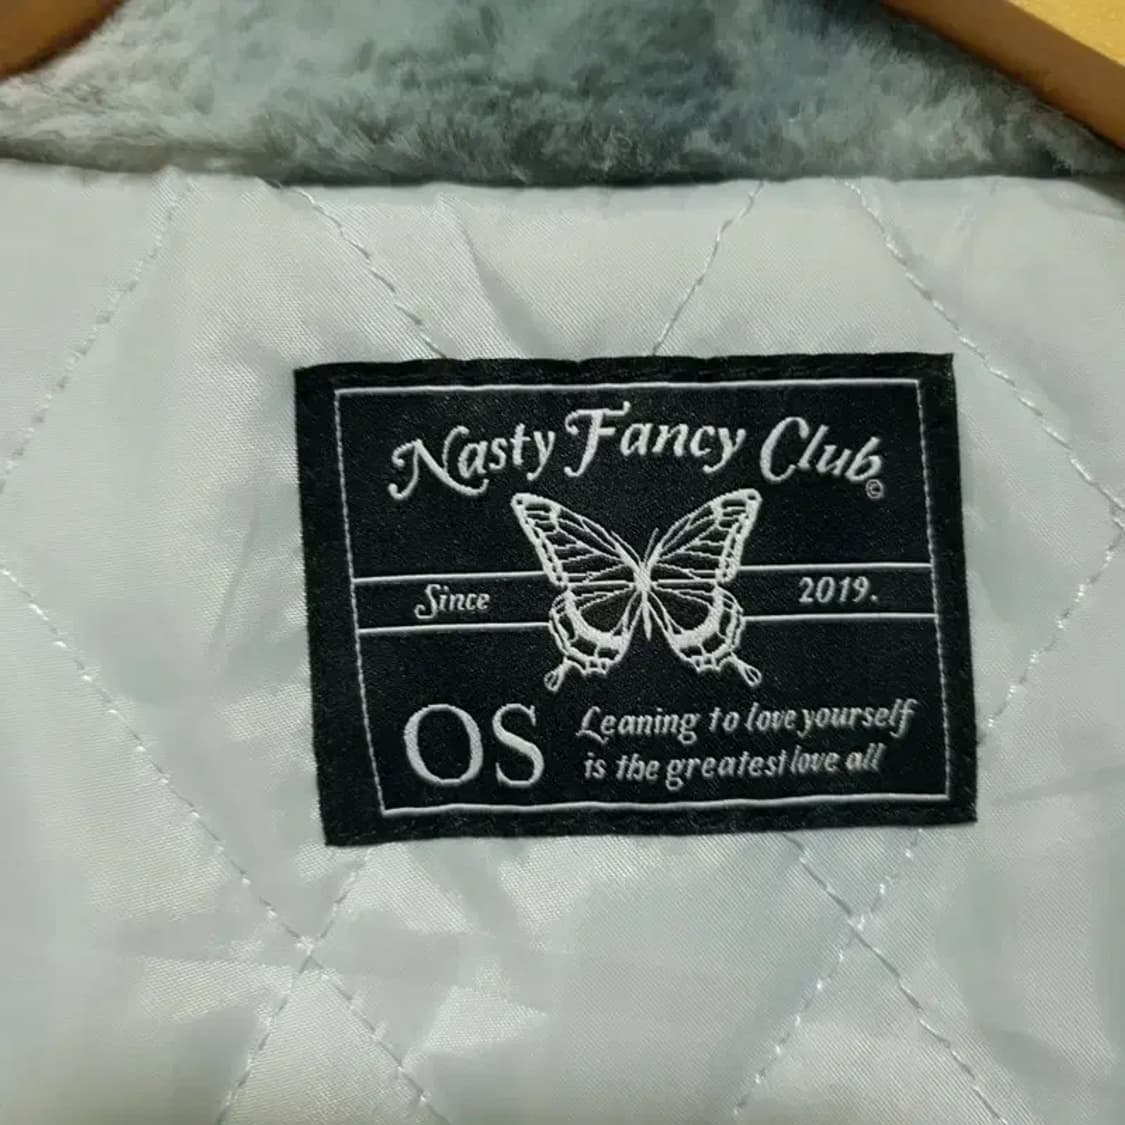 Nasty Fancy Club©
Since 2019.
OS
Leaning to love yourself
is the greatest love all